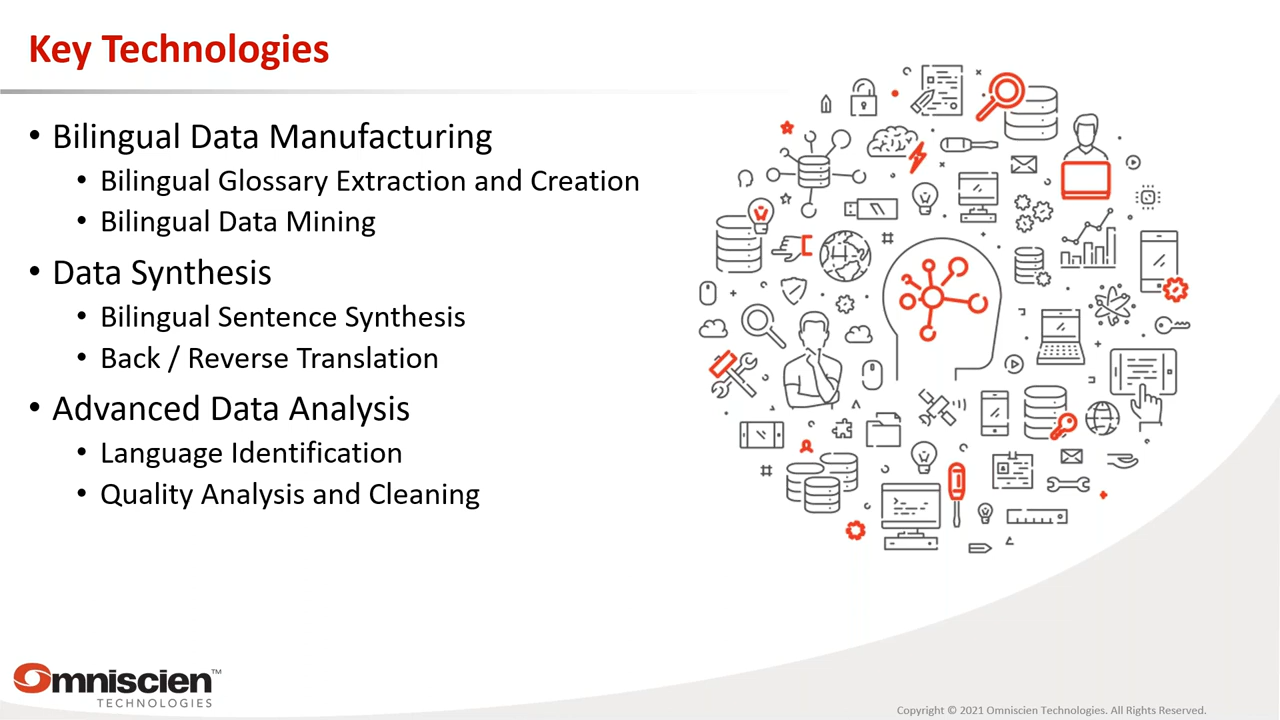 Key Technologies
• Bilingual Data Manufacturing
• Bilingual Glossary Extraction and Creation
• Bilingual Data Mining
• Data Synthesis
• Bilingual Sentence Synthesis
• Back / Reverse Translation
• Advanced Data Analysis
• Language Identification
• Quality Analysis and Cleaning
Omniscien™
TECHNOLOGIES
Copyright © 2021 Omniscien Technologies. All Rights Reserved.